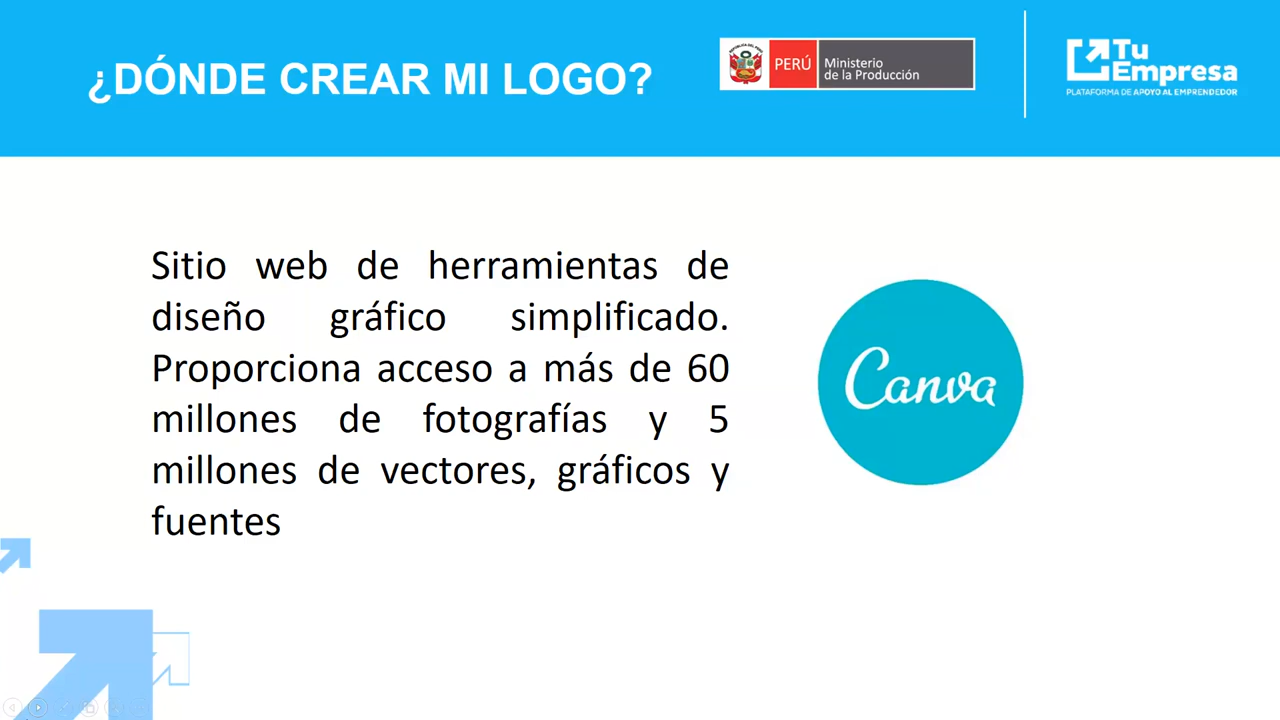 ¿DÓNDE CREAR MI LOGO?
PERÚ
Ministerio
de la Producción
Tu
Empresa
PLATAFORMA DE APOYO AL EMPRENDEDOR
Sitio web de herramientas de
diseño gráfico simplificado.
Proporciona acceso a más de 60
millones de fotografías y 5
millones de vectores, gráficos y
fuentes
Canva